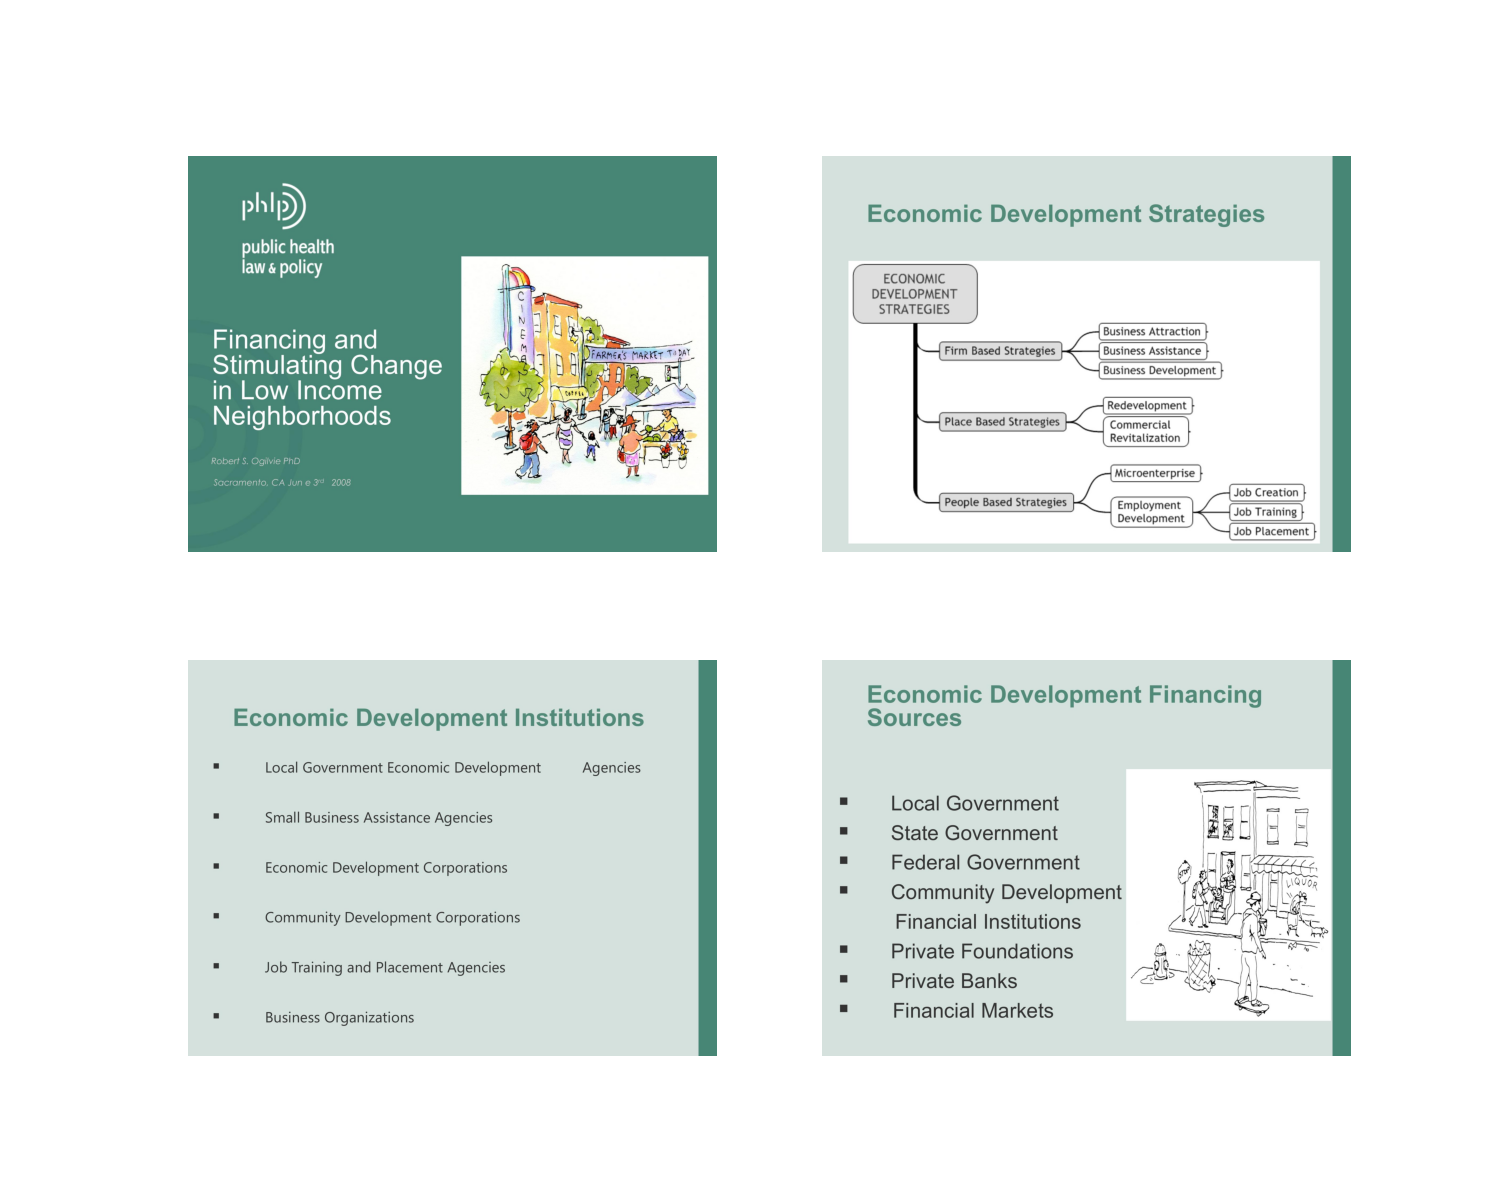 phlp
public health
law & policy
Financing and
Stimulating Change
in Low Income
Neighborhoods
Robert S. Ogilvie PhD
Sacramento, CA Jun e 3rd 2008
CINEMA
FARMER'S MARKET TODAY
COFFEE
Economic Development Strategies
ECONOMIC
DEVELOPMENT
STRATEGIES
Firm Based Strategies
Business Attraction
Business Assistance
Business Development
Place Based Strategies
Redevelopment
Commercial
Revitalization
People Based Strategies
Microenterprise
Employment
Development
Job Creation
Job Training
Job Placement
Economic Development Institutions
▪ Local Government Economic Development Agencies
▪ Small Business Assistance Agencies
▪ Economic Development Corporations
▪ Community Development Corporations
▪ Job Training and Placement Agencies
▪ Business Organizations
Economic Development Financing
Sources
▪ Local Government
▪ State Government
▪ Federal Government
▪ Community Development
Financial Institutions
▪ Private Foundations
▪ Private Banks
▪ Financial Markets
STOP
LIQUOR